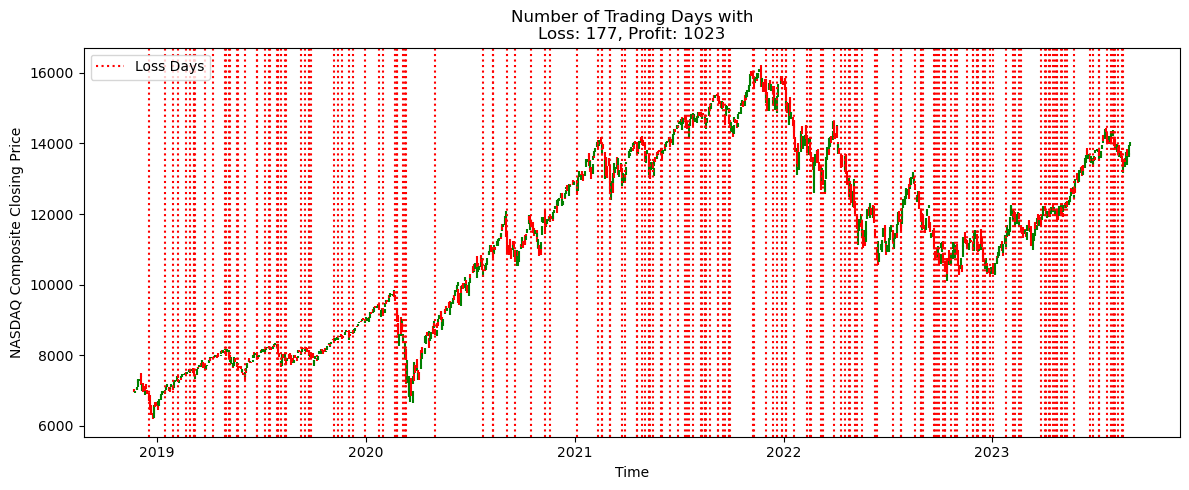 Number of Trading Days with
Loss: 177, Profit: 1023
Loss Days
NASDAQ Composite Closing Price
16000
14000
12000
10000
8000
6000
2019
2020
2021
2022
2023
Time